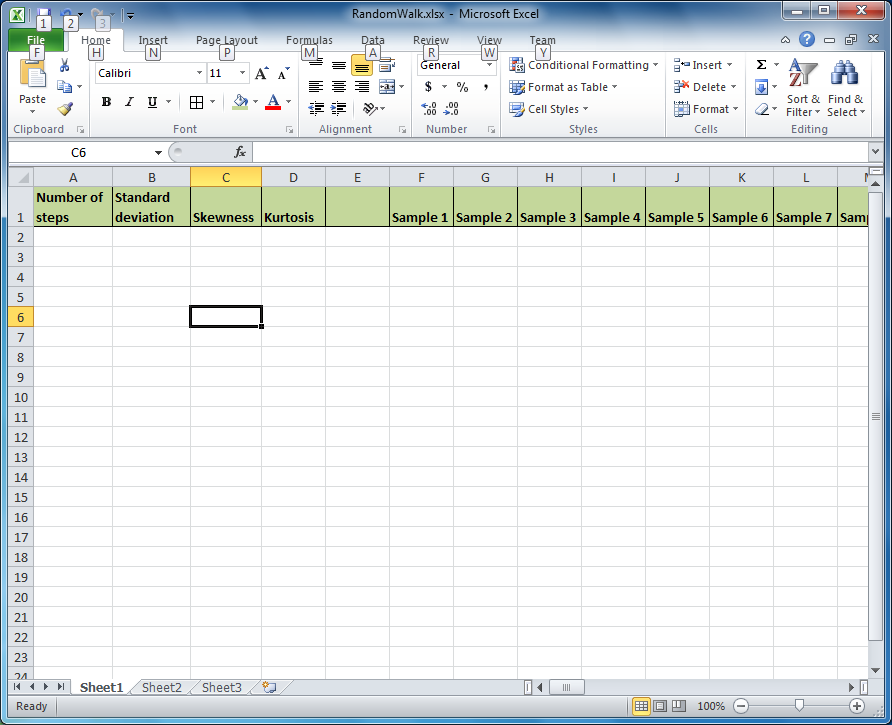 RandomWalk.xlsx - Microsoft Excel
1 2 3
File Home Insert Page Layout Formulas Data Review View Team
F H N P M A R W Y
Calibri 11 General Conditional Formatting Insert
Format as Table Delete
Cell Styles Format
Paste B I U A $ % , Σ Sort & Filter Find & Select
Clipboard Font Alignment Number Styles Cells Editing
C6 fx
A B C D E F G H I J K L
1 Number of steps Standard deviation Skewness Kurtosis Sample 1 Sample 2 Sample 3 Sample 4 Sample 5 Sample 6 Sample 7
2
3
4
5
6
7
8
9
10
11
12
13
14
15
16
17
18
19
20
21
22
23
24
Sheet1 Sheet2 Sheet3
Ready 100%